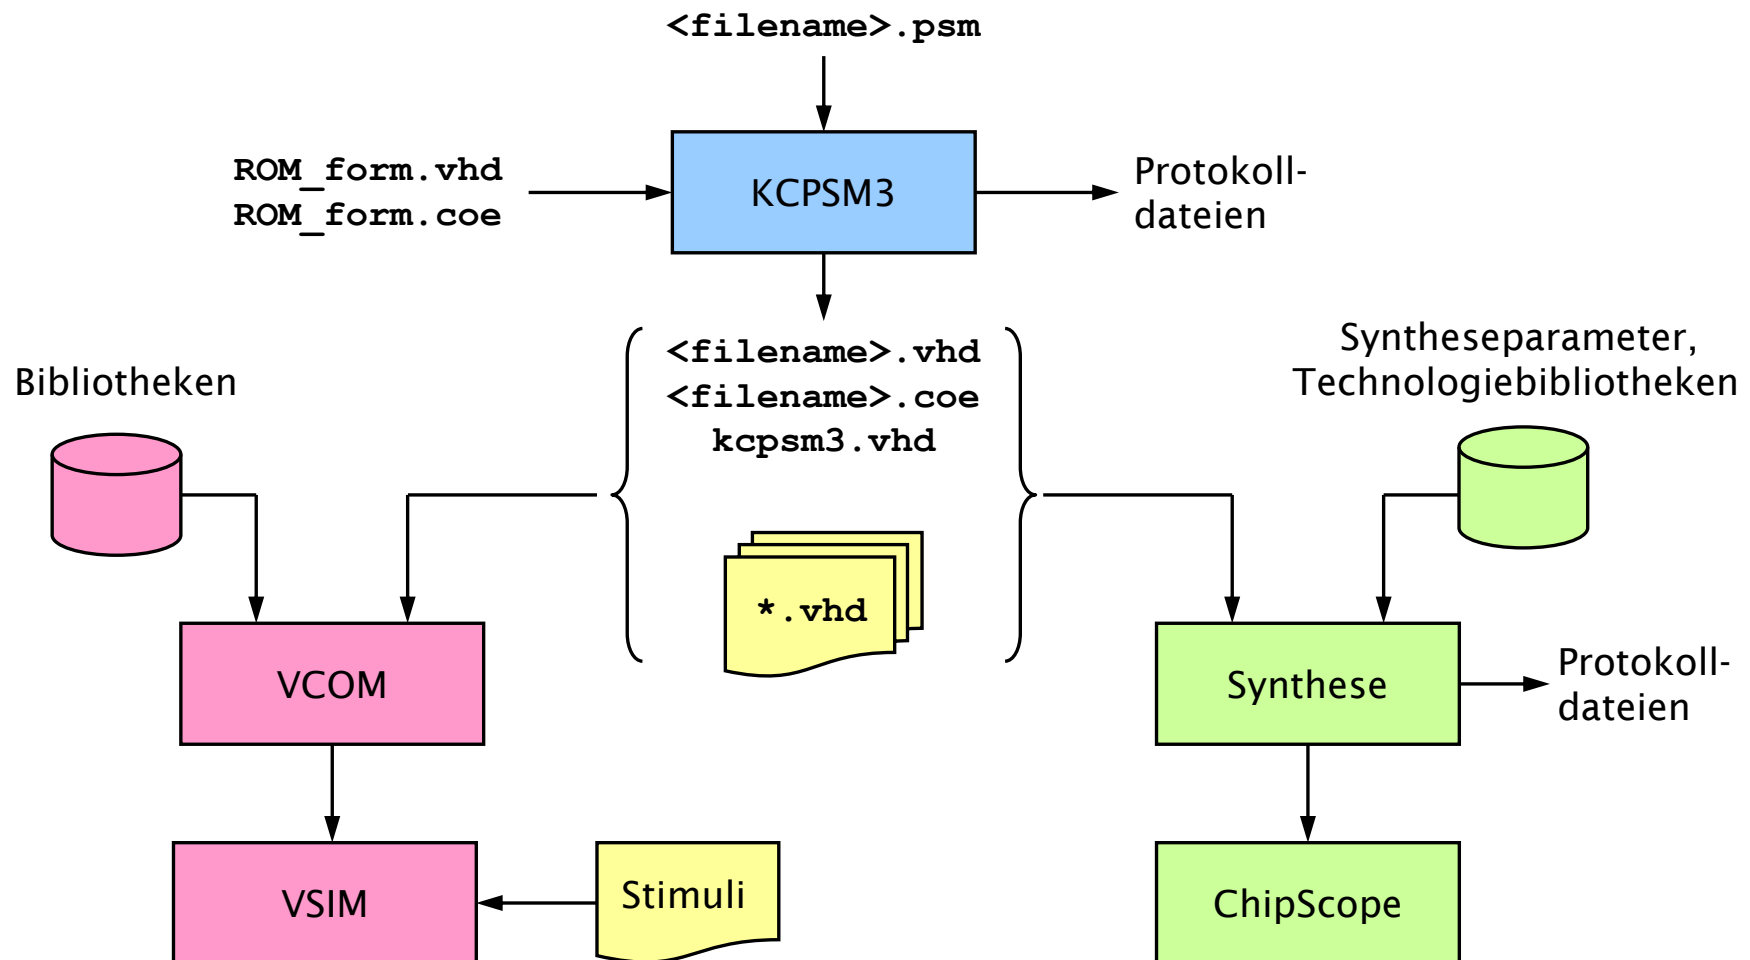 <filename>.psm
ROM_form.vhd
ROM_form.coe
KCPSM3
Protokoll-
dateien
<filename>.vhd
<filename>.coe
kcpsm3.vhd
Bibliotheken
Syntheseparameter,
Technologiebibliotheken
*.vhd
VCOM
Synthese
Protokoll-
dateien
VSIM
Stimuli
ChipScope